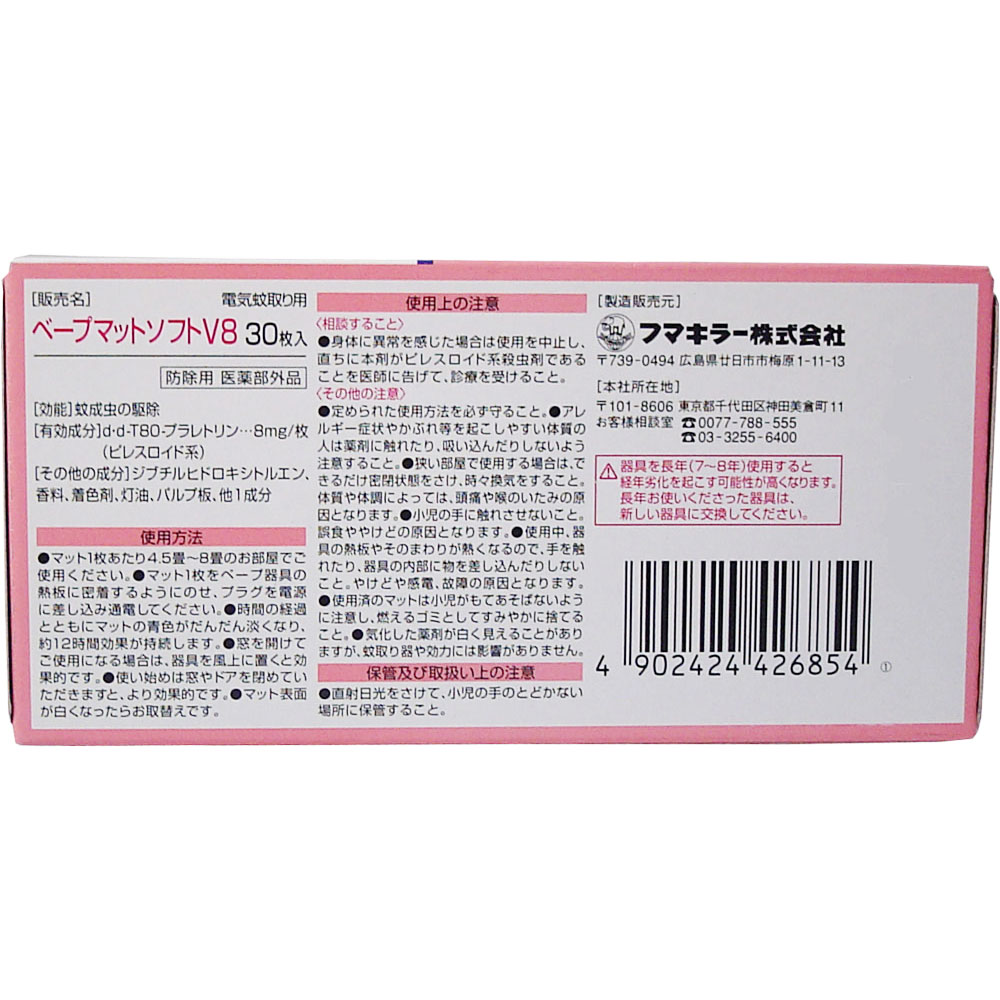 [販売名] 電気蚊取り用
ベープマットソフトV8 30枚入
防除用 医薬部外品
[効能]蚊成虫の駆除
[有効成分]d・d-T80-プラレトリン…8mg/枚
(ピレスロイド系)
[その他の成分]ジブチルヒドロキシトルエン、
香料、着色剤、灯油、パルプ板、他1成分
使用方法
●マット1枚あたり4.5畳〜8畳のお部屋でご
使用ください。●マット1枚をベープ器具の
熱板に密着するようにのせ、プラグを電源
に差し込み通電してください。●時間の経過
とともにマットの青色がだんだん淡くなり、
約12時間効果が持続します。●窓を開けて
ご使用になる場合は、器具を風上に置くと効
果的です。●使い始めは窓やドアを閉めてい
ただきますと、より効果的です。●マット表面
が白くなったらお取替えです。
使用上の注意
〈相談すること〉
●身体に異常を感じた場合は使用を中止し、
直ちに本剤がピレスロイド系殺虫剤である
ことを医師に告げて、診療を受けること。
〈その他の注意〉
●定められた使用方法を必ず守ること。●アレ
ルギー症状やかぶれ等を起こしやすい体質の
人は薬剤に触れたり、吸い込んだりしないよう
注意すること。●狭い部屋で使用する場合は、で
きるだけ密閉状態をさけ、時々換気をすること。
体質や体調によっては、頭痛や喉のいたみの原
因となります。●小児の手に触れさせないこと。
誤食ややけどの原因となります。●使用中、器
具の熱板やそのまわりが熱くなるので、手を触
れたり、器具の内部に物を差し込んだりしない
こと。やけどや感電、故障の原因となります。
●使用済のマットは小児がもてあそばないよう
に注意し、燃えるゴミとしてすみやかに捨てる
こと。●気化した薬剤が白く見えることがあり
ますが、蚊取り器や効力には影響がありません。
保管及び取扱い上の注意
●直射日光をさけて、小児の手のとどかない
場所に保管すること。
[製造販売元]
フマキラー株式会社
〒739-0494 広島県廿日市市梅原1-11-13
[本社所在地]
〒101-8606 東京都千代田区神田美倉町11
お客様相談室 ☎0077-788-555
☎03-3255-6400
器具を長年(7〜8年)使用すると
経年劣化を起こす可能性が高くなります。
長年お使いくださった器具は、
新しい器具に交換してください。
4 902424 426854 ①